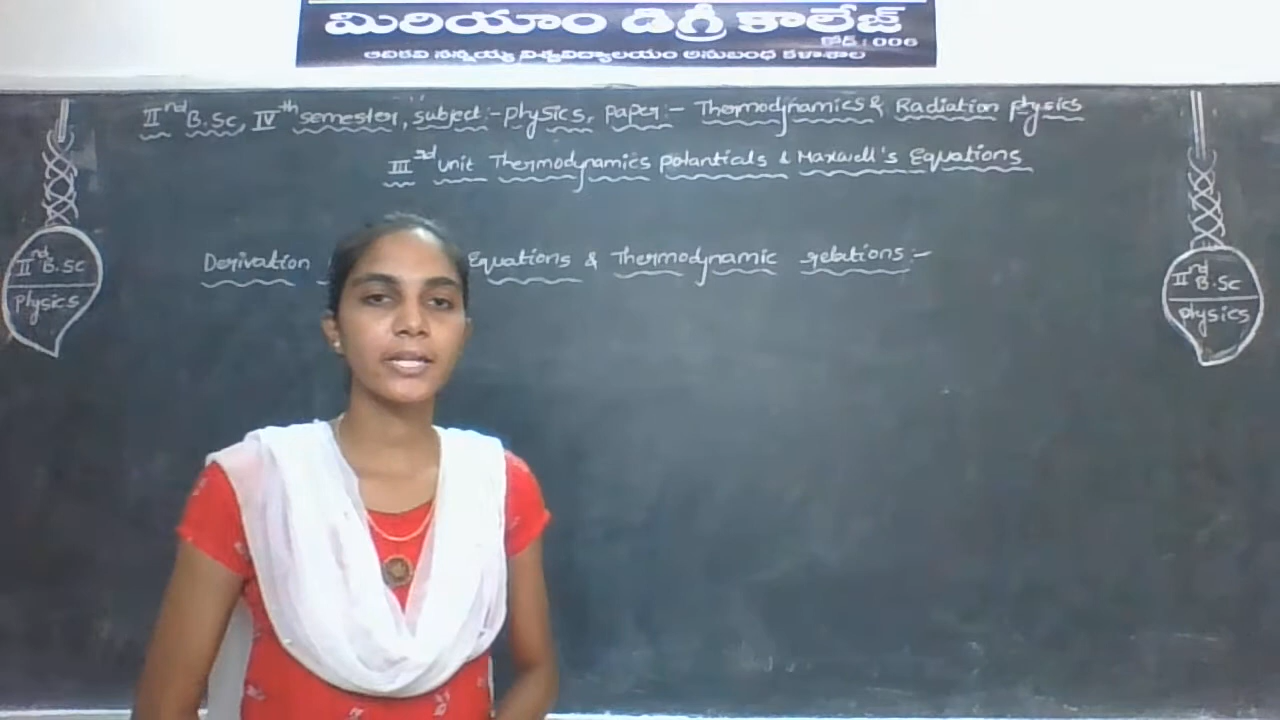 మిరియాం డిగ్రీ కాలేజ్
కోడ్ : 006
ఆదికవి నన్నయ్య విశ్వవిద్యాలయం అనుబంధ కళాశాల
IInd B.Sc, IVth semester, subject:- physics, paper:- Thermodynamics & Radiation physics
IIIrd unit Thermodynamics potantials & Maxwell's Equations
Derivation Equations & Thermodynamic relations:-
IInd B.Sc
physics
IInd B.Sc
physics